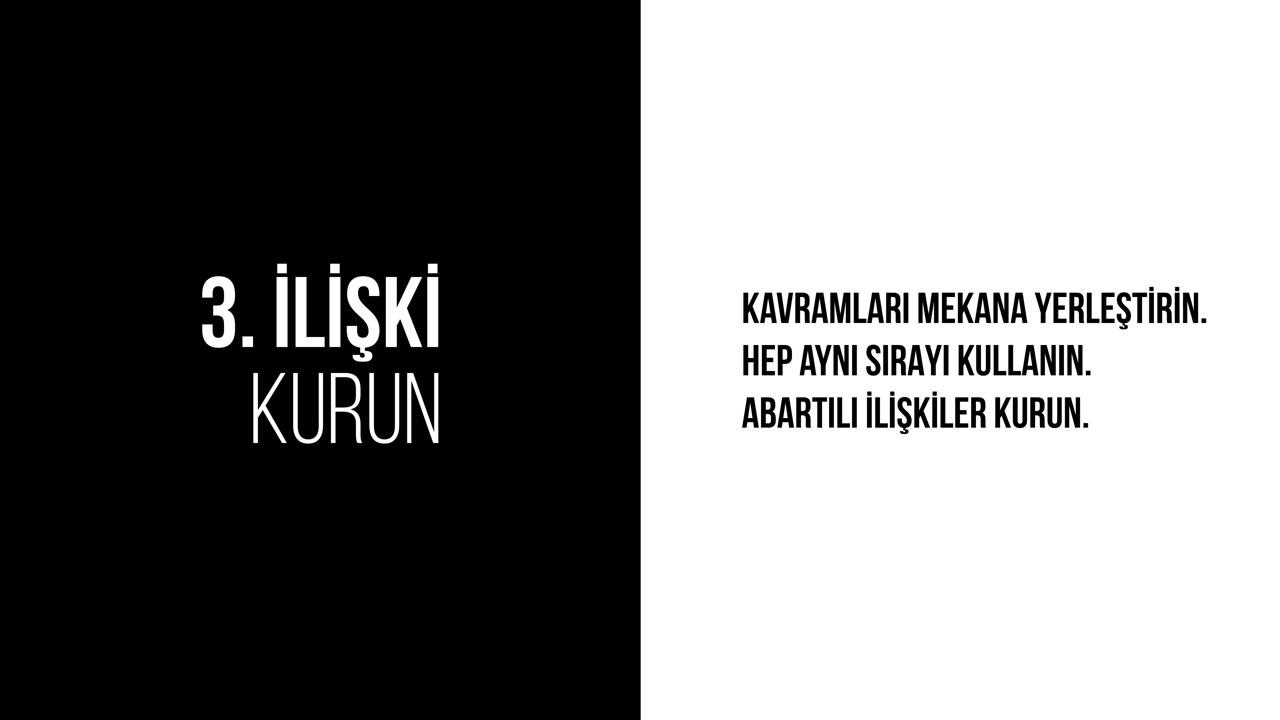 3. İLİŞKİ
KURUN
KAVRAMLARI MEKANA YERLEŞTİRİN.
HEP AYNI SIRAYI KULLANIN.
ABARTILI İLİŞKİLER KURUN.